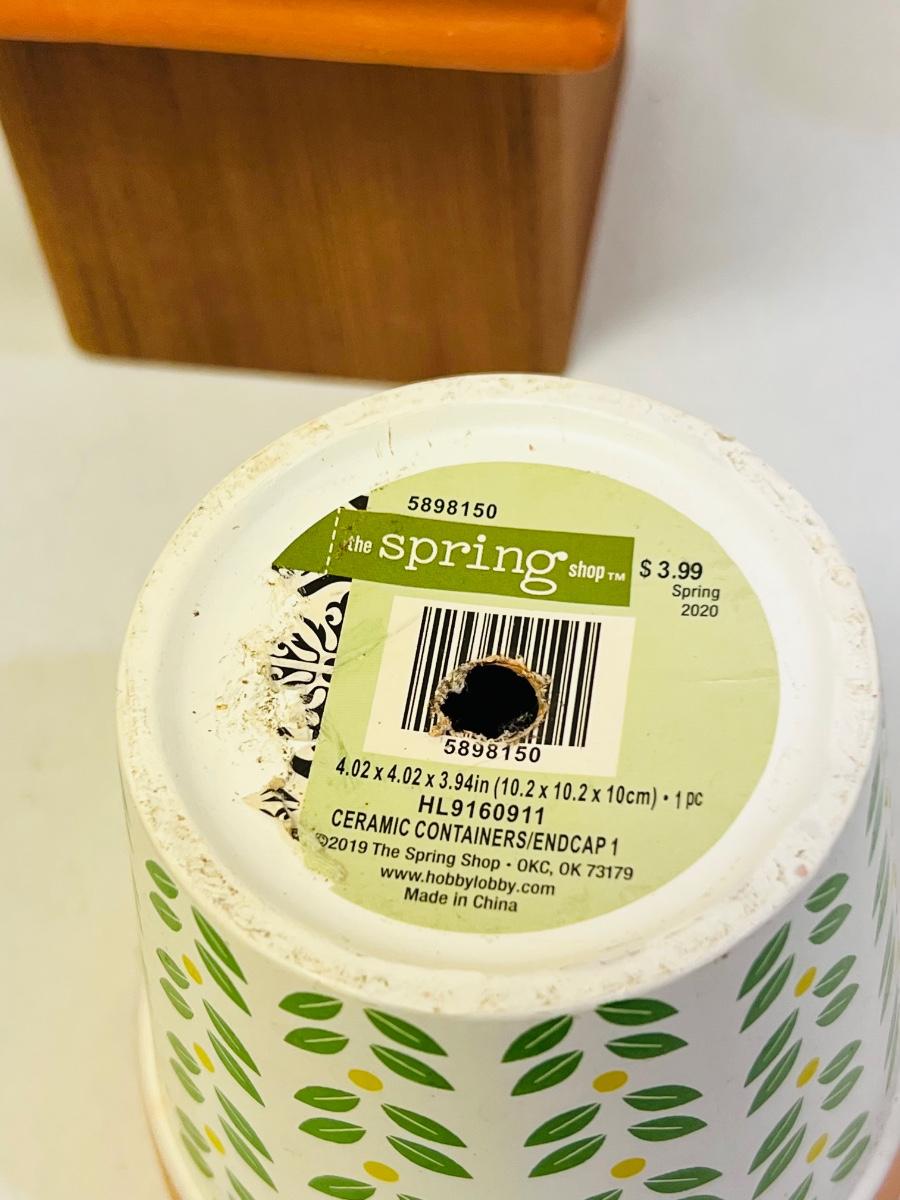 5898150
the spring shop™
$ 3.99
Spring
2020
5898150
4.02 x 4.02 x 3.94in (10.2 x 10.2 x 10cm) • 1 pc
HL9160911
CERAMIC CONTAINERS/ENDCAP 1
©2019 The Spring Shop • OKC, OK 73179
www.hobbylobby.com
Made in China